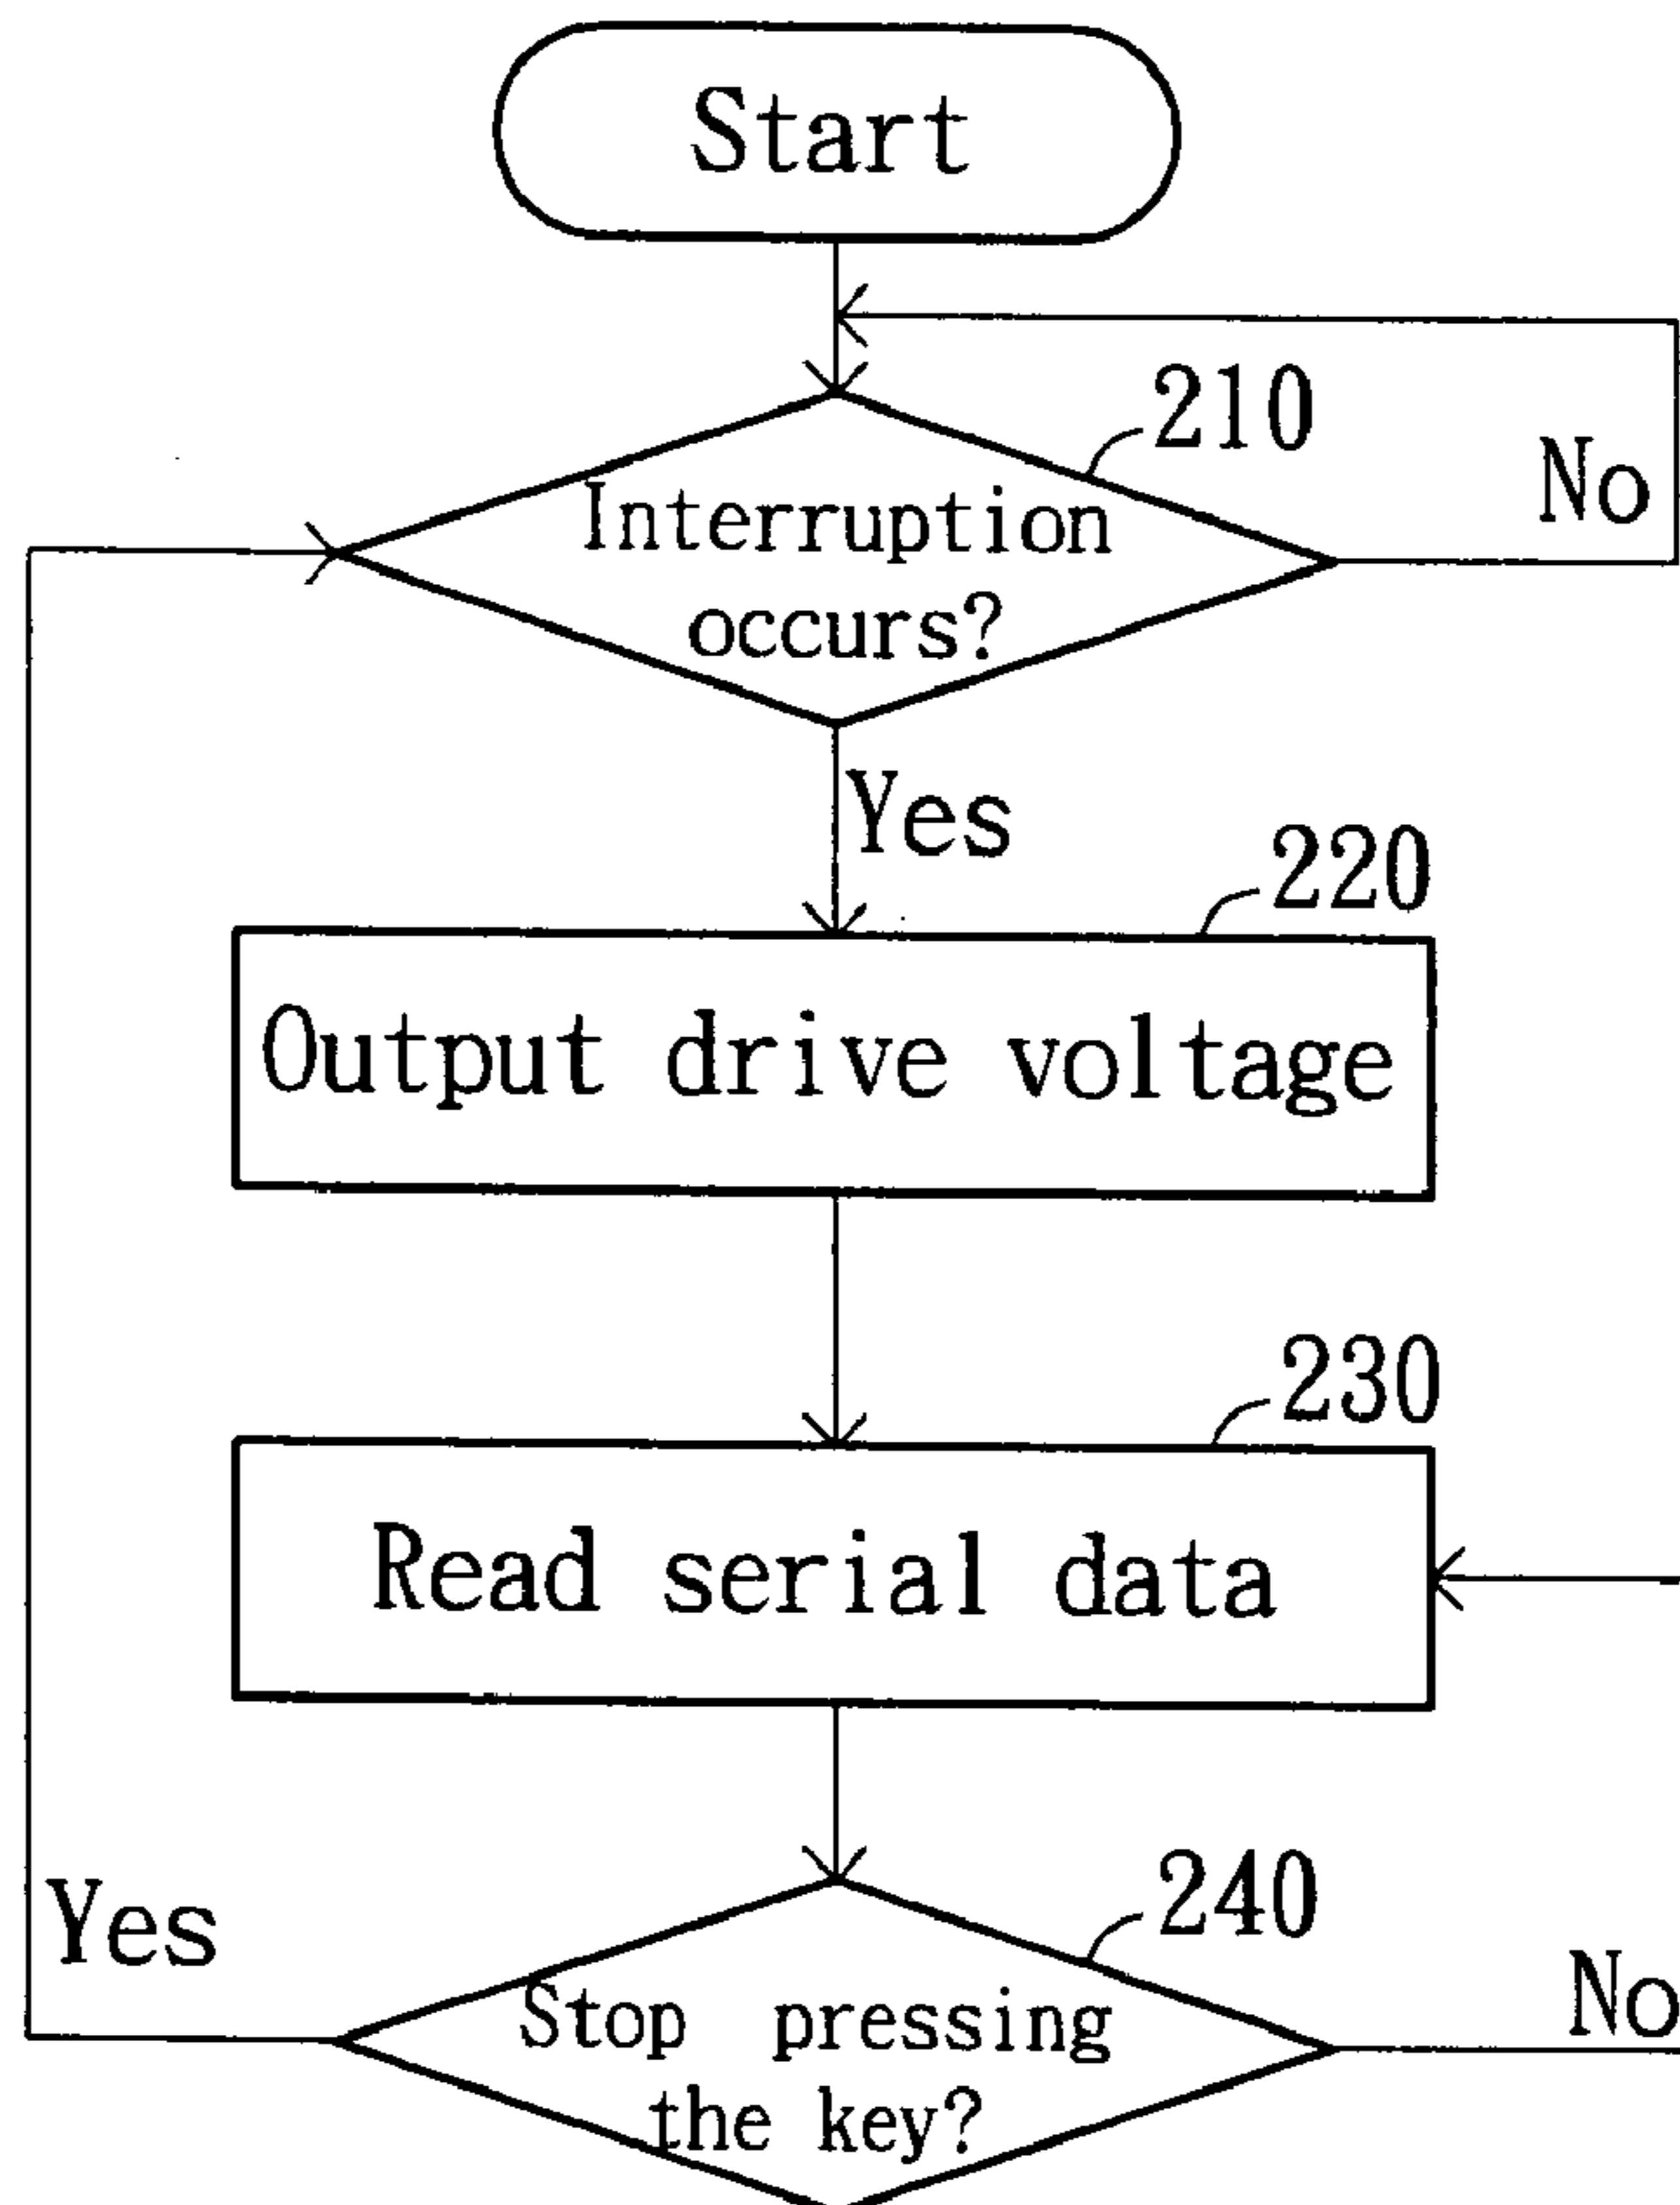 Start
210
No
Interruption
occurs?
Yes
220
Output drive voltage
230
Read serial data
240
Yes
No
Stop pressing
the key?